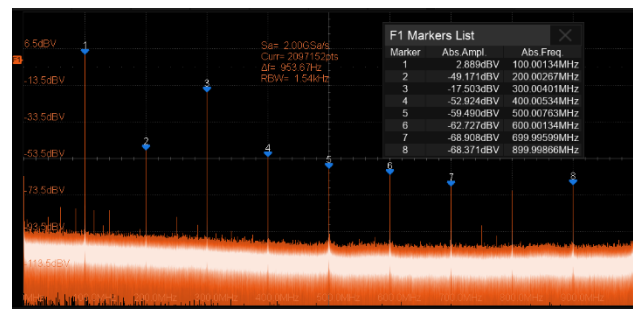 F1 Markers List
Marker Abs.Ampl. Abs.Freq.
1 2.889dBV 100.00134MHz
2 -49.171dBV 200.00267MHz
3 -17.503dBV 300.00401MHz
4 -52.924dBV 400.00534MHz
5 -59.490dBV 500.00763MHz
6 -62.727dBV 600.00134MHz
7 -68.908dBV 699.99599MHz
8 -68.371dBV 899.99866MHz
Sa= 2.00GSa/s
Curr= 2097152pts
Δf= 953.67Hz
RBW= 1.54kHz
6.5dBV
F1
-13.5dBV
-33.5dBV
-53.5dBV
-73.5dBV
-93.5dBV
-113.5dBV
1
2
3
4
5
6
7
8